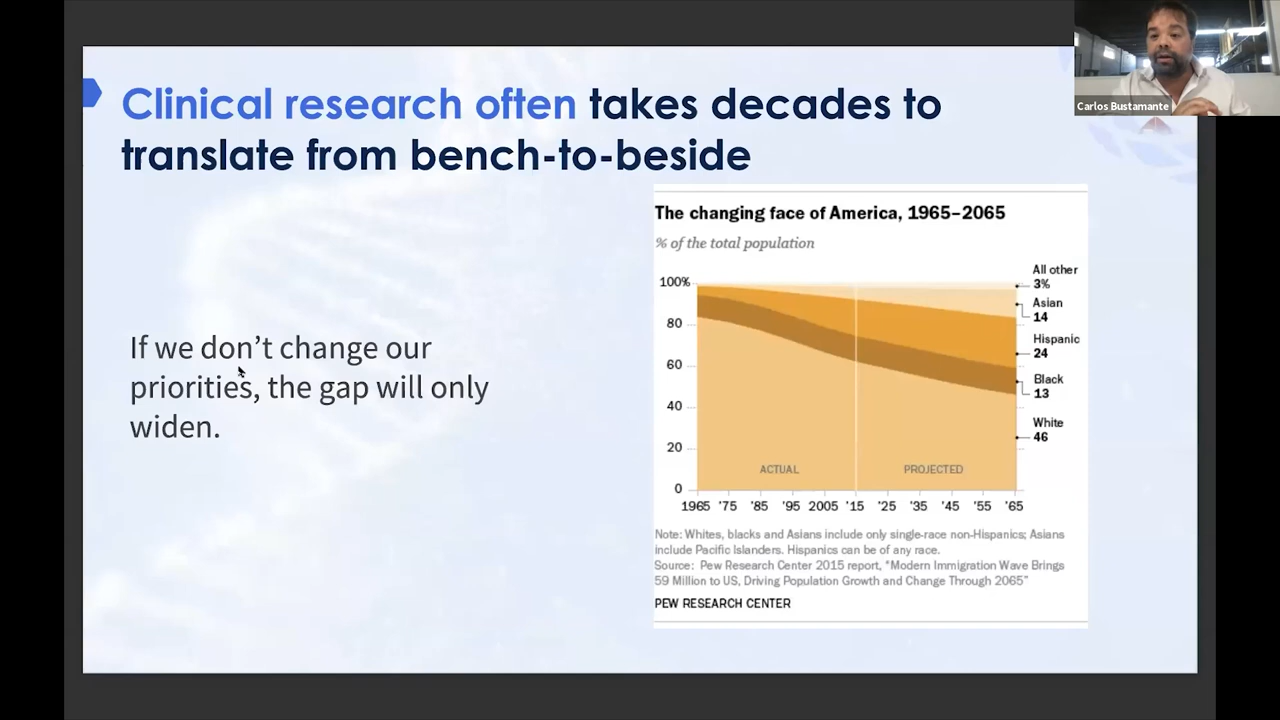 Clinical research often takes decades to
translate from bench-to-beside
Carlos Bustamante
If we don't change our
priorities, the gap will only
widen.
The changing face of America, 1965–2065
% of the total population
100%
80
60
40
20
0
ACTUAL
PROJECTED
1965 '75 '85 '95 2005 '15 '25 '35 '45 '55 '65
All other
3%
Asian
14
Hispanic
24
Black
13
White
46
Note: Whites, blacks and Asians include only single-race non-Hispanics; Asians
include Pacific Islanders. Hispanics can be of any race.
Source: Pew Research Center 2015 report, "Modern Immigration Wave Brings
59 Million to US, Driving Population Growth and Change Through 2065"
PEW RESEARCH CENTER